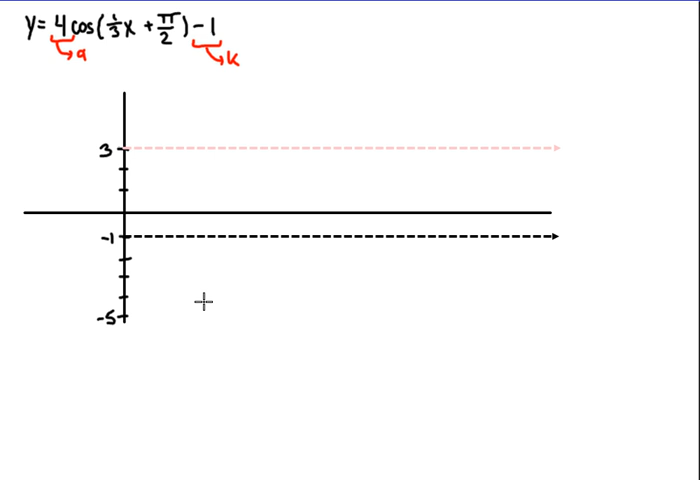 y = 4cos(1/3x + π/2) - 1
a
k
3
-1
-5